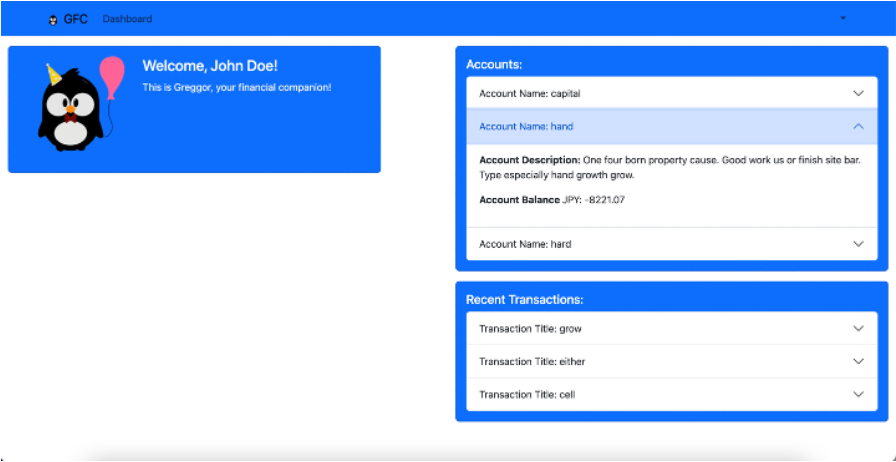 GFC Dashboard
Welcome, John Doe!
This is Greggor, your financial companion!
Accounts:
Account Name: capital
Account Name: hand
Account Description: One four born property cause. Good work us or finish site bar.
Type especially hand growth grow.
Account Balance JPY: -8221.07
Account Name: hard
Recent Transactions:
Transaction Title: grow
Transaction Title: either
Transaction Title: cell